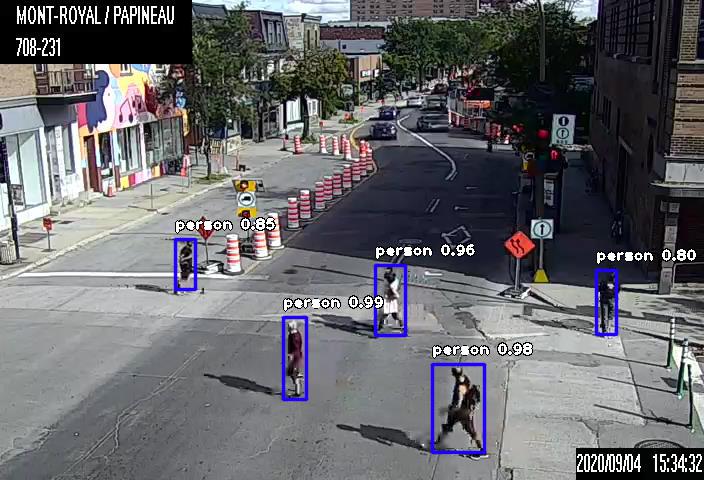 MONT-ROYAL / PAPINEAU
708-231
person 0.85
person 0.96
person 0.80
person 0.99
person 0.98
2020/09/04 15:34:32